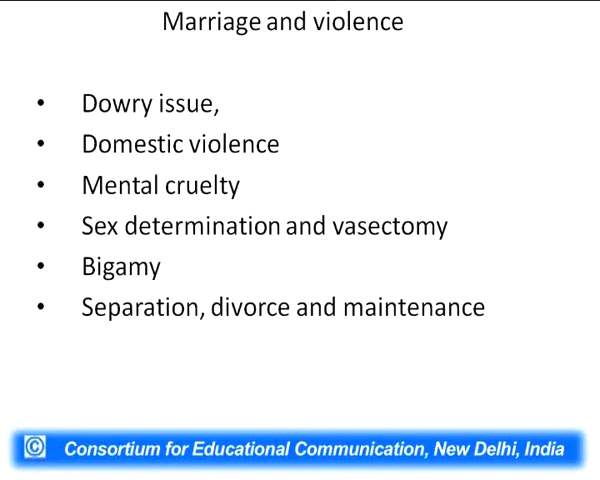 Marriage and violence
• Dowry issue,
• Domestic violence
• Mental cruelty
• Sex determination and vasectomy
• Bigamy
• Separation, divorce and maintenance
© Consortium for Educational Communication, New Delhi, India